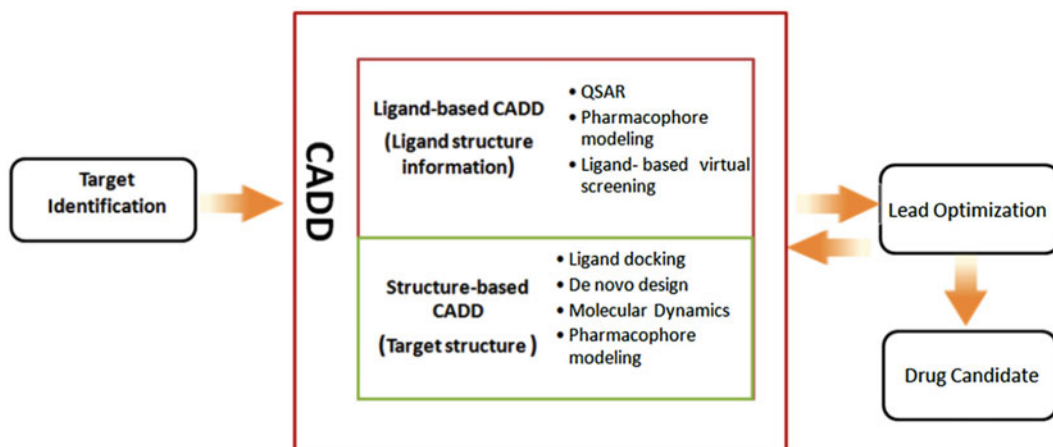 Target
Identification
CADD
Ligand-based CADD
(Ligand structure
information)
• QSAR
• Pharmacophore
modeling
• Ligand- based virtual
screening
Structure-based
CADD
(Target structure)
• Ligand docking
• De novo design
• Molecular Dynamics
• Pharmacophore
modeling
Lead Optimization
Drug Candidate